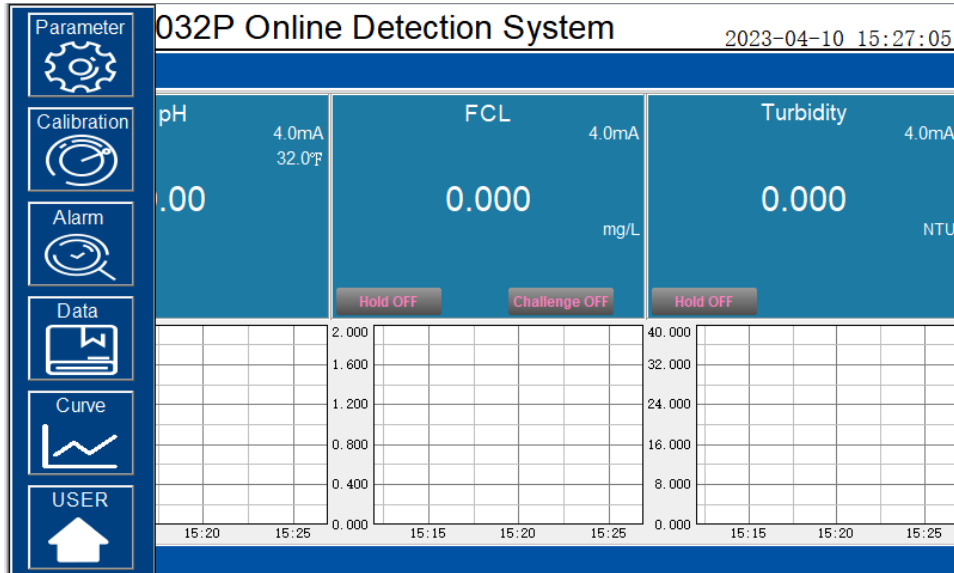 Parameter
Calibration
Alarm
Data
Curve
USER
032P Online Detection System
2023-04-10 15:27:05
pH
4.0mA
32.0℉
.00
FCL
4.0mA
0.000
mg/L
Hold OFF
Challenge OFF
Turbidity
4.0mA
0.000
NTU
Hold OFF
15:20 15:25
2.000
1.600
1.200
0.800
0.400
0.000
15:15 15:20 15:25
40.000
32.000
24.000
16.000
8.000
0.000
15:15 15:20 15:25